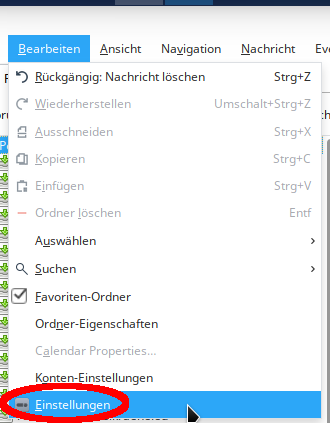 Bearbeiten Ansicht Navigation Nachricht
Rückgängig: Nachricht löschen Strg+Z
Wiederherstellen Umschalt+Strg+Z
Ausschneiden Strg+X
Kopieren Strg+C
Einfügen Strg+V
Ordner löschen Entf
Auswählen
Suchen
Favoriten-Ordner
Ordner-Eigenschaften
Calendar Properties...
Konten-Einstellungen
Einstellungen